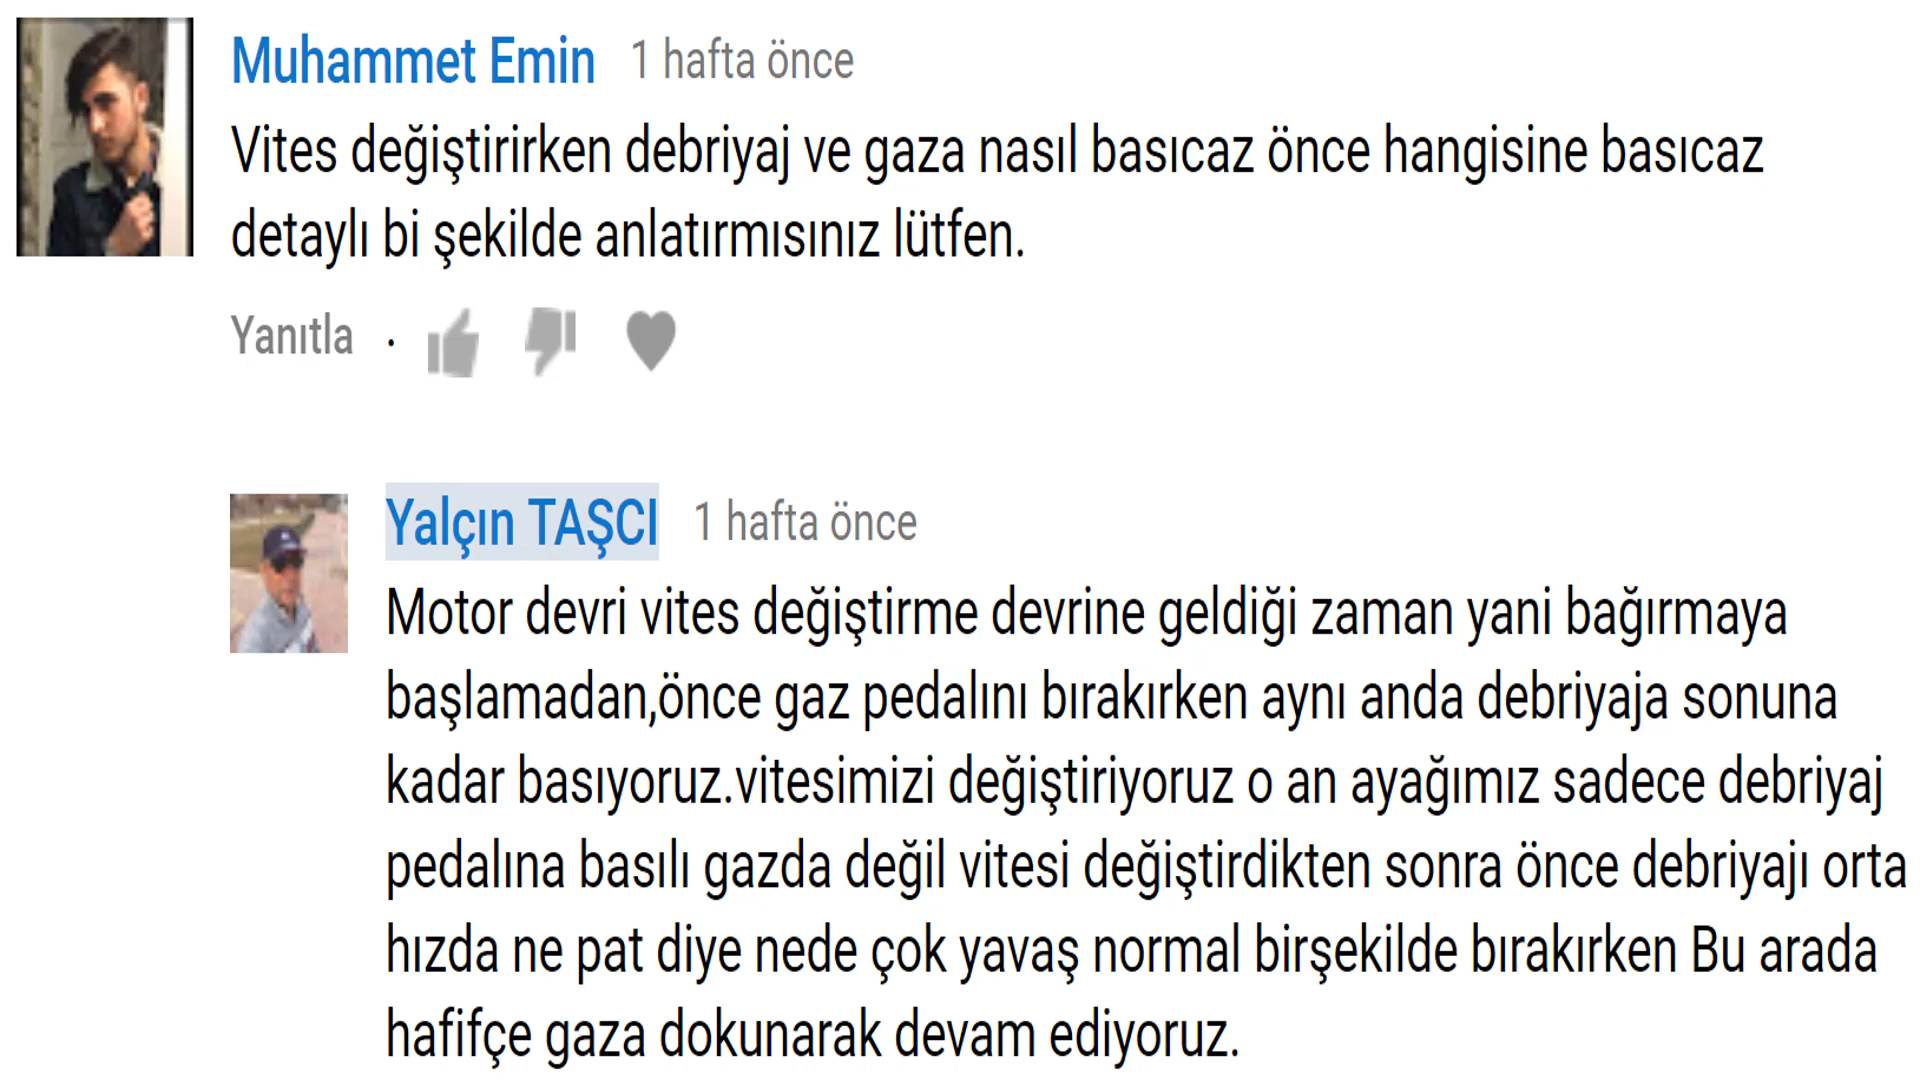 Muhammet Emin 1 hafta önce
Vites değiştirirken debriyaj ve gaza nasıl basıcaz önce hangisine basıcaz
detaylı bi şekilde anlatırmısınız lütfen.
Yanıtla ·
Yalçın TAŞCI 1 hafta önce
Motor devri vites değiştirme devrine geldiği zaman yani bağırmaya
başlamadan,önce gaz pedalını bırakırken aynı anda debriyaja sonuna
kadar basıyoruz.vitesimizi değiştiriyoruz o an ayağımız sadece debriyaj
pedalına basılı gazda değil vitesi değiştirdikten sonra önce debriyajı orta
hızda ne pat diye nede çok yavaş normal birşekilde bırakırken Bu arada
hafifçe gaza dokunarak devam ediyoruz.